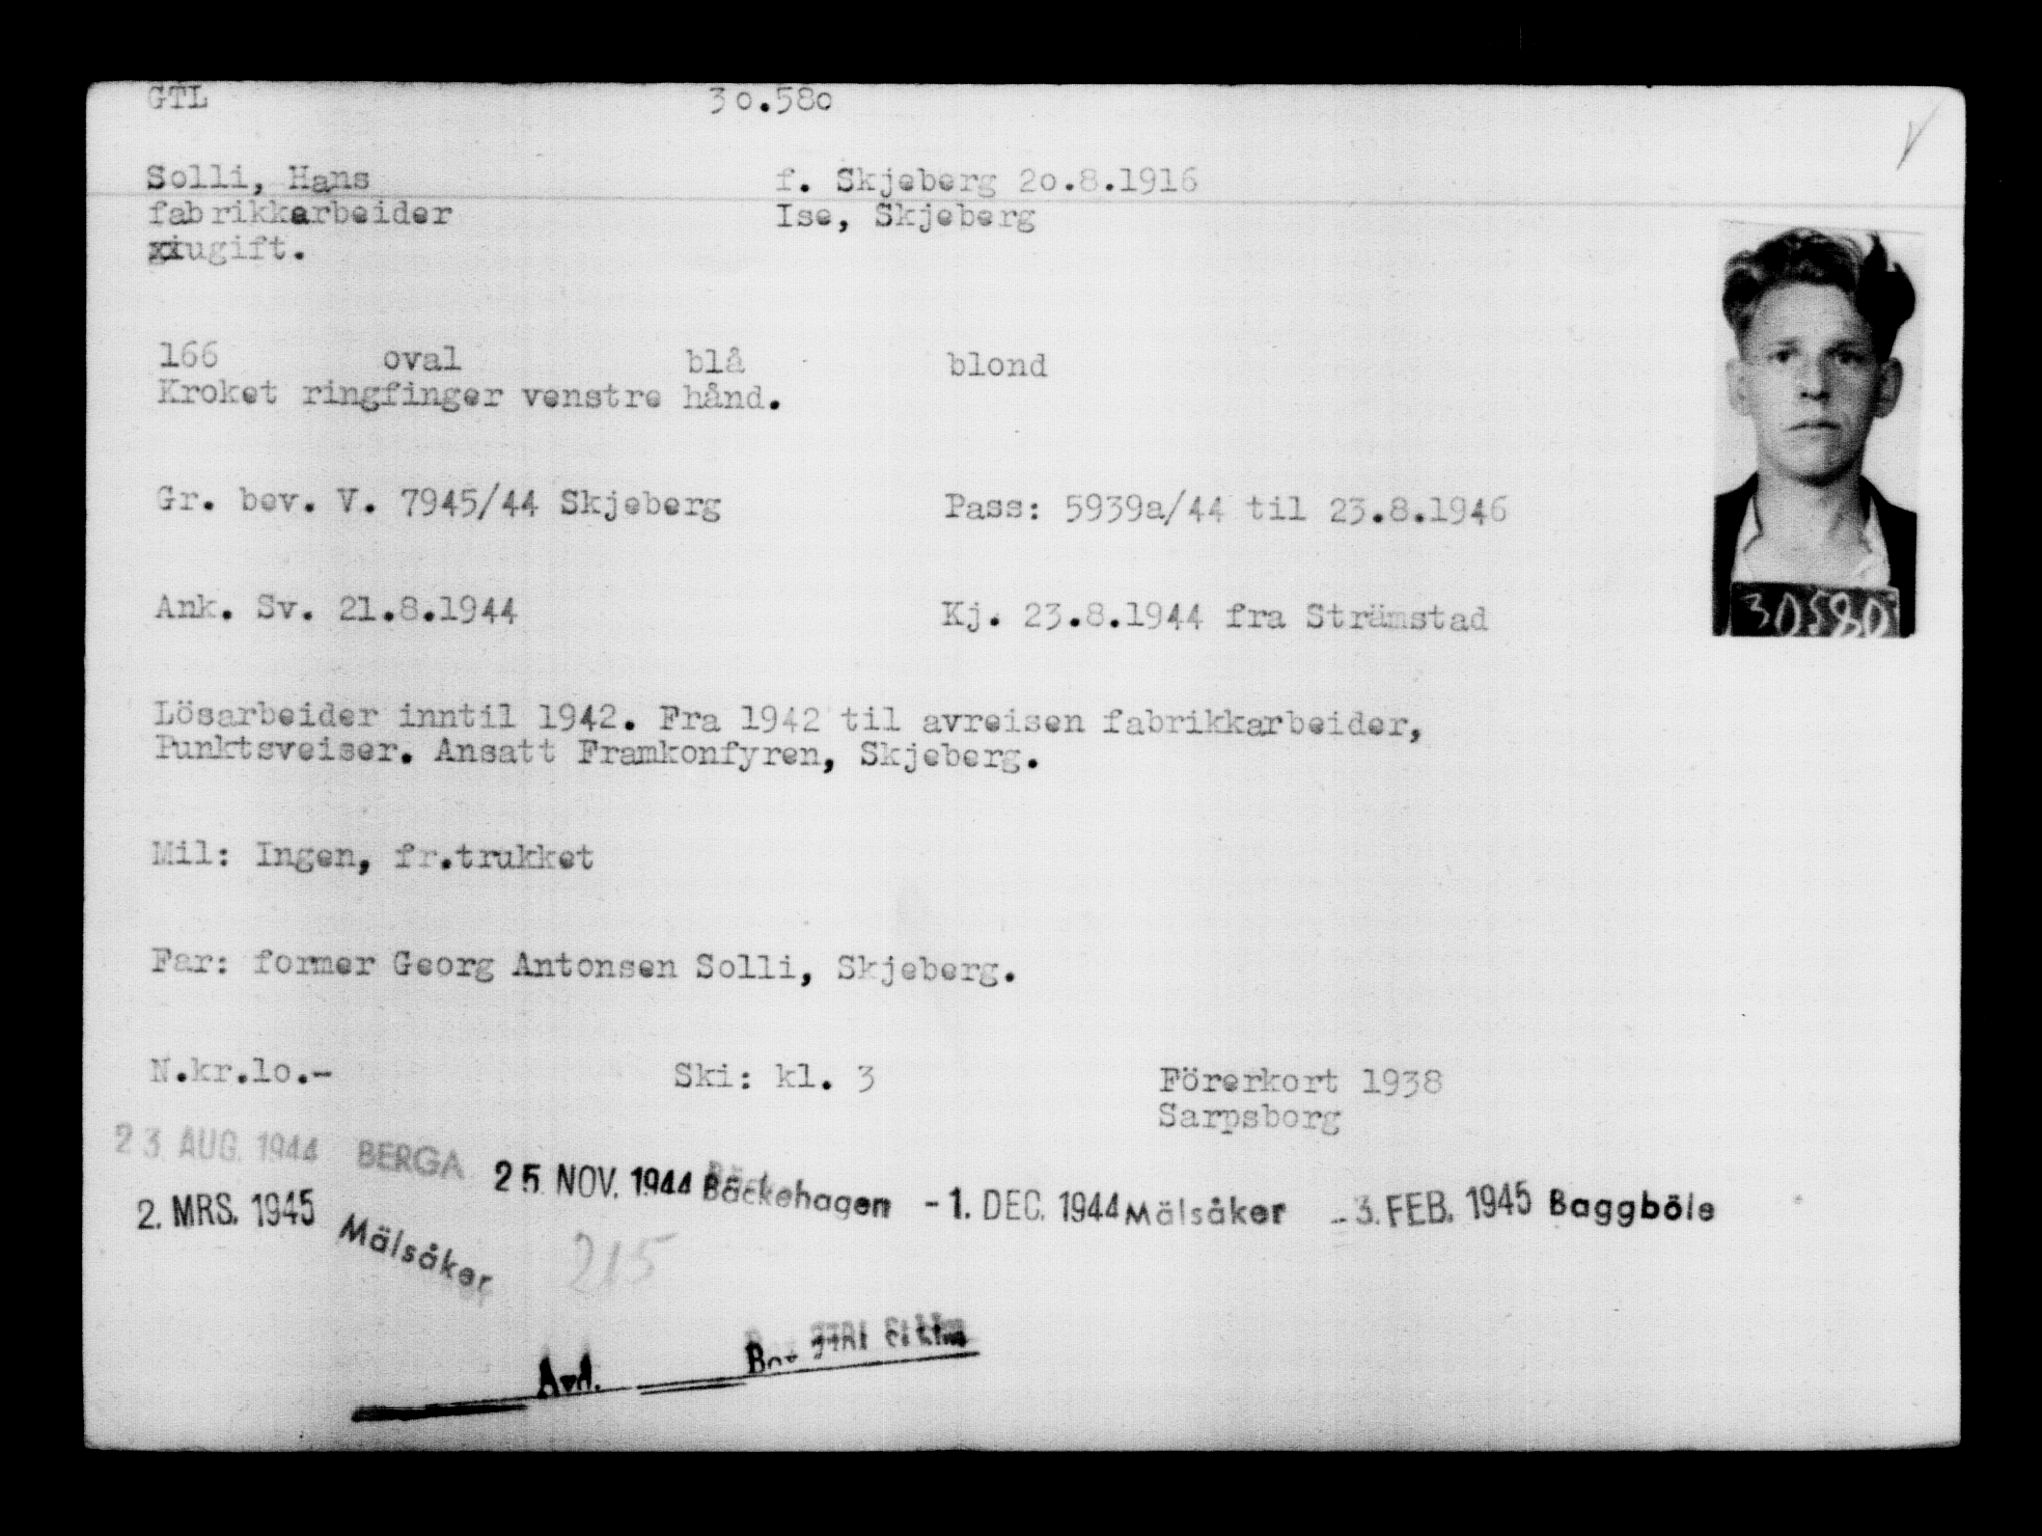 GTL 30.580
Solli, Hans f. Skjeberg 20.8.1916
fabrikkarbeider Ise, Skjeberg
ugift.
166 oval blå blond
Kroket ringfinger venstre hånd.
Gr. bev. V. 7945/44 Skjeberg Pass: 5939a/44 til 23.8.1946
Ank. Sv. 21.8.1944 Kj. 23.8.1944 fra Strämstad
30580
Lösarbeider inntil 1942. Fra 1942 til avreisen fabrikkarbeider,
Punktsveiser. Ansatt Framkonfyren, Skjeberg.
Mil: Ingen, fr.trukket
Far: former Georg Antonsen Solli, Skjeberg.
N.kr.lo.- Ski: kl. 3 Förerkort 1938
Sarpsborg
23. AUG. 1944 BERGA 25 NOV. 1944 Bäckehagen -1. DEC. 1944 Mälsåker -3. FEB. 1945 Baggböle
2. MRS. 1945 Mälsåker 215
Avd.